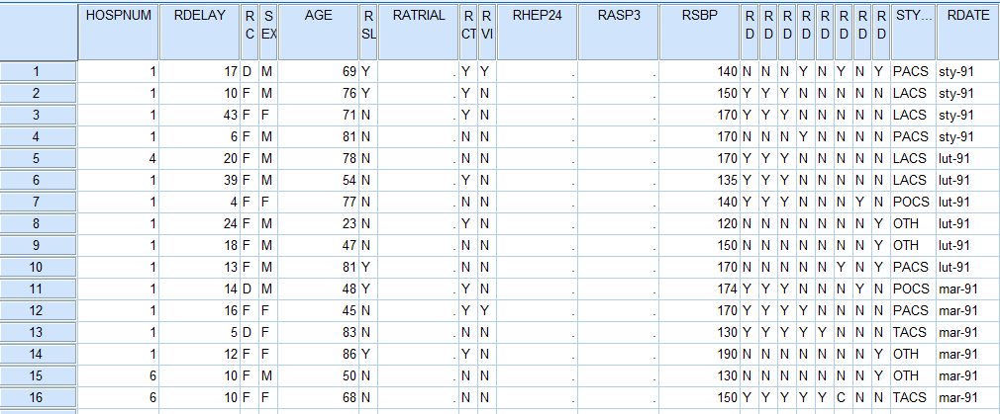 HOSPNUM RDELAY R C S EX AGE R SL RATRIAL R CT R VI RHEP24 RASP3 RSBP R D R D R D R D R D R D R D R D STY... RDATE
1 1 17 D M 69 Y . Y Y . . 140 N N N Y N Y N Y PACS sty-91
2 1 10 F M 76 Y . Y N . . 150 Y Y Y N N N N N LACS sty-91
3 1 43 F F 71 N . Y N . . 170 Y Y Y N N N N N LACS sty-91
4 1 6 F M 81 N . N N . . 170 N N N Y N N N N PACS sty-91
5 4 20 F M 78 N . N N . . 170 Y Y Y N N N N N LACS lut-91
6 1 39 F M 54 N . Y N . . 135 Y Y Y N N N N N LACS lut-91
7 1 4 F F 77 N . N N . . 140 Y Y Y N N N Y N POCS lut-91
8 1 24 F M 23 N . Y N . . 120 N N N N N N N Y OTH lut-91
9 1 18 F M 47 N . N N . . 150 N N N N N N N Y OTH lut-91
10 1 13 F M 81 Y . N N . . 170 N N N N N Y N Y PACS lut-91
11 1 14 D M 48 Y . Y N . . 174 Y Y Y N N N Y N POCS mar-91
12 1 16 F F 45 N . Y Y . . 170 Y Y Y Y N N N N PACS mar-91
13 1 5 D F 83 N . N N . . 130 Y Y Y Y Y N N N TACS mar-91
14 1 12 F F 86 Y . Y N . . 190 N N N N N N N Y OTH mar-91
15 6 10 F M 50 N . N N . . 130 N N N N N N N Y OTH mar-91
16 6 10 F F 68 N . N N . . 150 Y Y Y Y Y C N N TACS mar-91